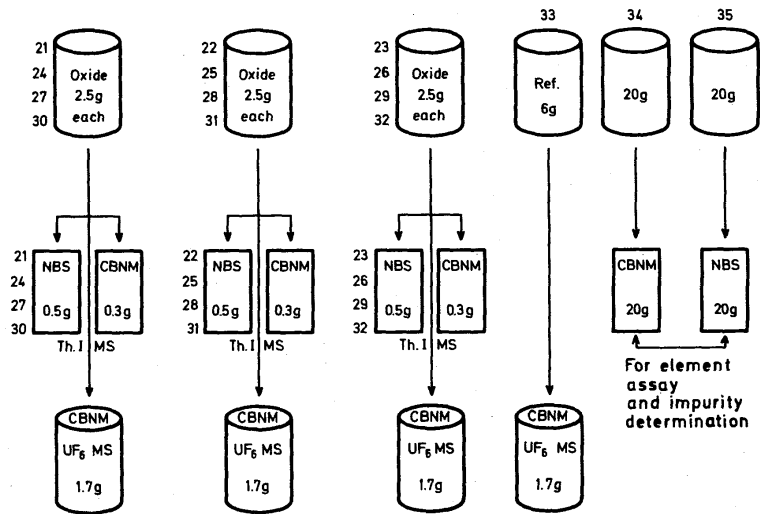 33 34 35
21 22 23
24 Oxide 25 Oxide 26 Oxide Ref.
27 2.5g 28 2.5g 29 2.5g 6g 20g 20g
30 each 31 each 32 each
21 NBS CBNM 22 NBS CBNM 23 NBS CBNM CBNM NBS
24 25 26
27 0.5g 0.3g 28 0.5g 0.3g 29 0.5g 0.3g 20g 20g
30 31 32
Th.I MS Th.I MS Th.I MS
For element
assay
and impurity
determination
CBNM CBNM CBNM CBNM
UF6 MS UF6 MS UF6 MS UF6 MS
1.7g 1.7g 1.7g 1.7g